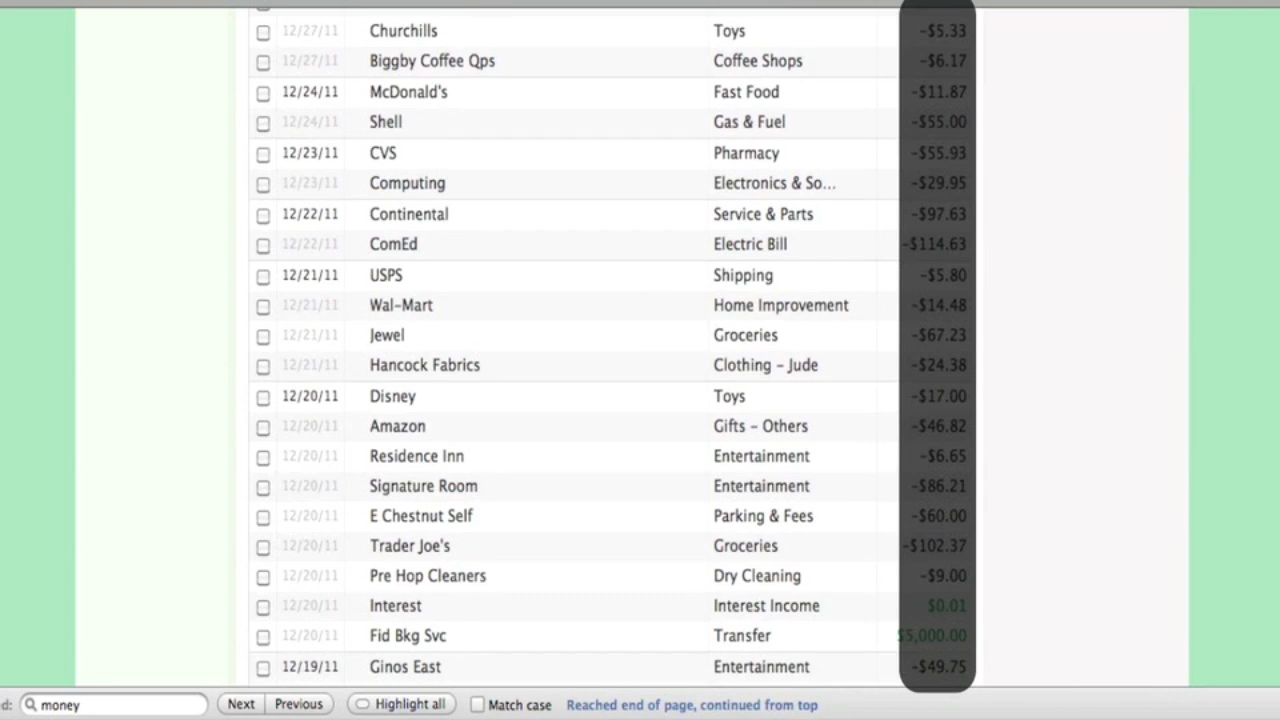 12/27/11 Churchills Toys -$5.33
12/27/11 Biggby Coffee Qps Coffee Shops -$6.17
12/24/11 McDonald's Fast Food -$11.87
12/24/11 Shell Gas & Fuel -$55.00
12/23/11 CVS Pharmacy -$55.93
12/23/11 Computing Electronics & So... -$29.95
12/22/11 Continental Service & Parts -$97.63
12/22/11 ComEd Electric Bill -$114.63
12/21/11 USPS Shipping -$5.80
12/21/11 Wal-Mart Home Improvement -$14.48
12/21/11 Jewel Groceries -$67.23
12/21/11 Hancock Fabrics Clothing - Jude -$24.38
12/20/11 Disney Toys -$17.00
12/20/11 Amazon Gifts - Others -$46.82
12/20/11 Residence Inn Entertainment -$6.65
12/20/11 Signature Room Entertainment -$86.21
12/20/11 E Chestnut Self Parking & Fees -$60.00
12/20/11 Trader Joe's Groceries -$102.37
12/20/11 Pre Hop Cleaners Dry Cleaning -$9.00
12/20/11 Interest Interest Income $0.01
12/20/11 Fid Bkg Svc Transfer $5,000.00
12/19/11 Ginos East Entertainment -$49.75
d: money Next Previous Highlight all Match case Reached end of page, continued from top